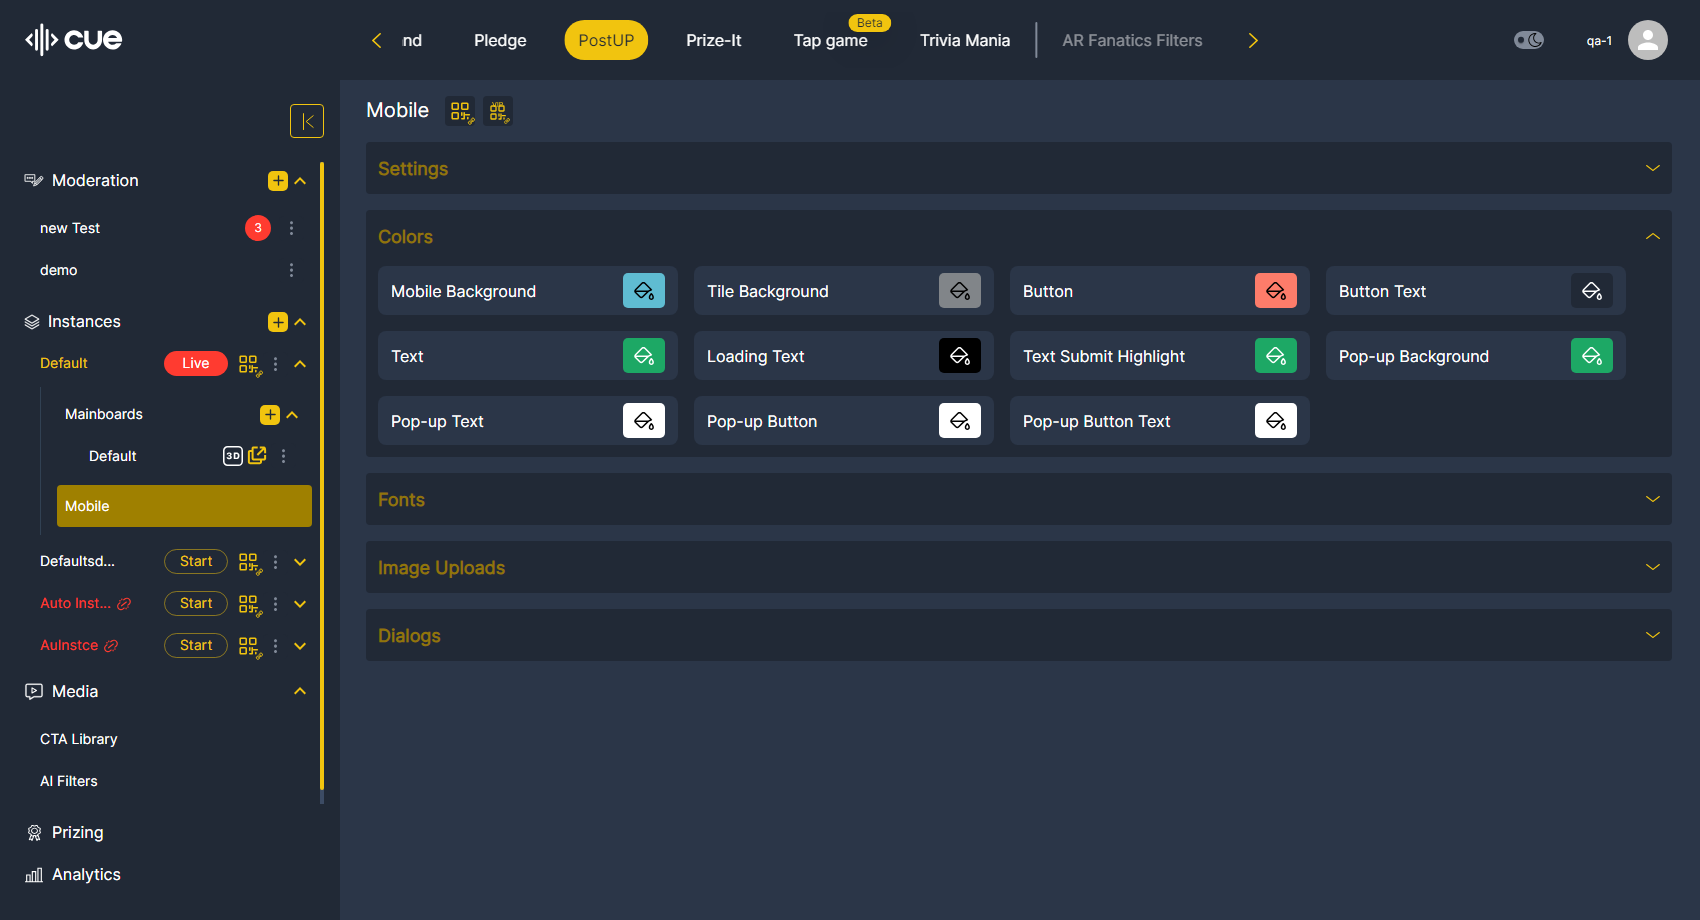 cue
nd
Pledge
PostUP
Prize-It
Tap game
Beta
Trivia Mania
AR Fanatics Filters
qa-1
Moderation
new Test
3
demo
Instances
Default
Live
Mainboards
Default
3D
Mobile
Defaultsd...
Start
Auto Inst...
Start
AuInstce
Start
Media
CTA Library
AI Filters
Prizing
Analytics
Mobile
VIP
Settings
Colors
Mobile Background
Tile Background
Button
Button Text
Text
Loading Text
Text Submit Highlight
Pop-up Background
Pop-up Text
Pop-up Button
Pop-up Button Text
Fonts
Image Uploads
Dialogs